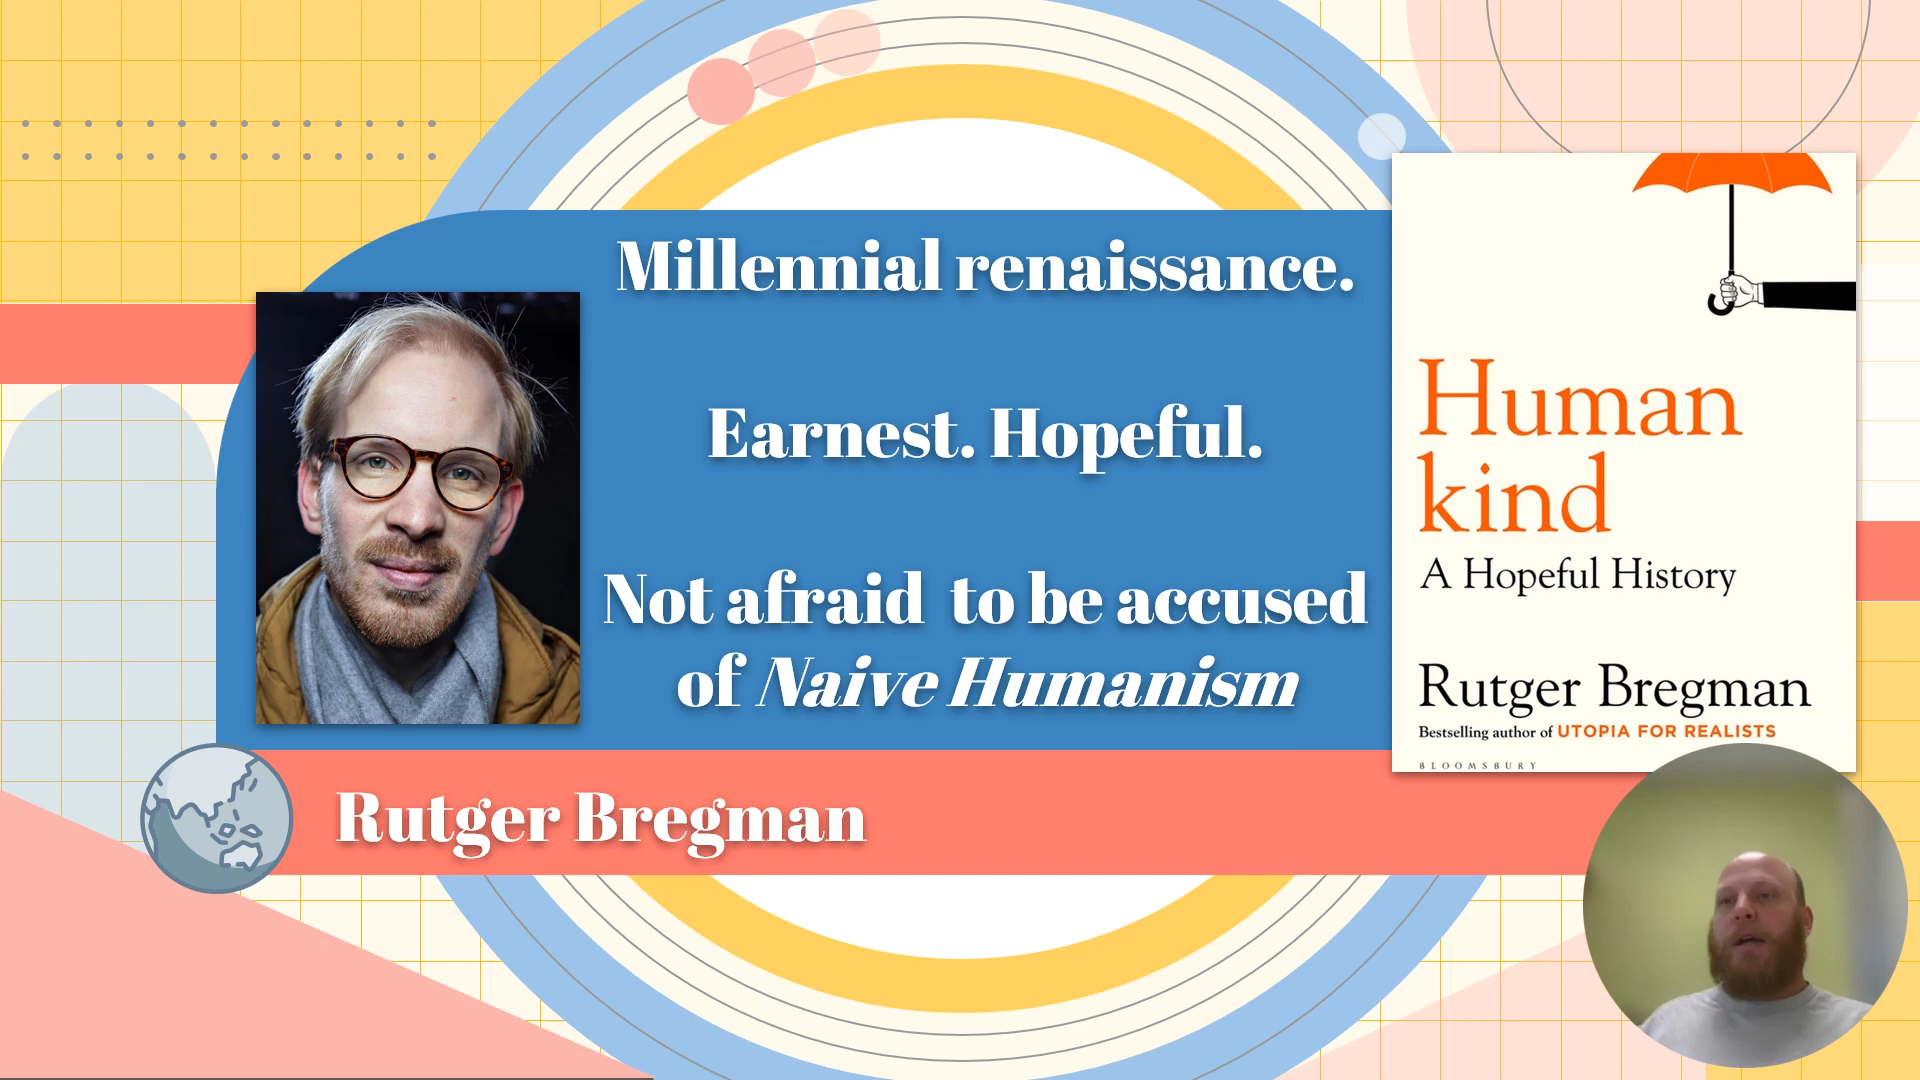 Millennial renaissance.
Earnest. Hopeful.
Not afraid to be accused
of Naive Humanism
Rutger Bregman
Human
kind
A Hopeful History
Rutger Bregman
Bestselling author of UTOPIA FOR REALISTS
BLOOMSBURY